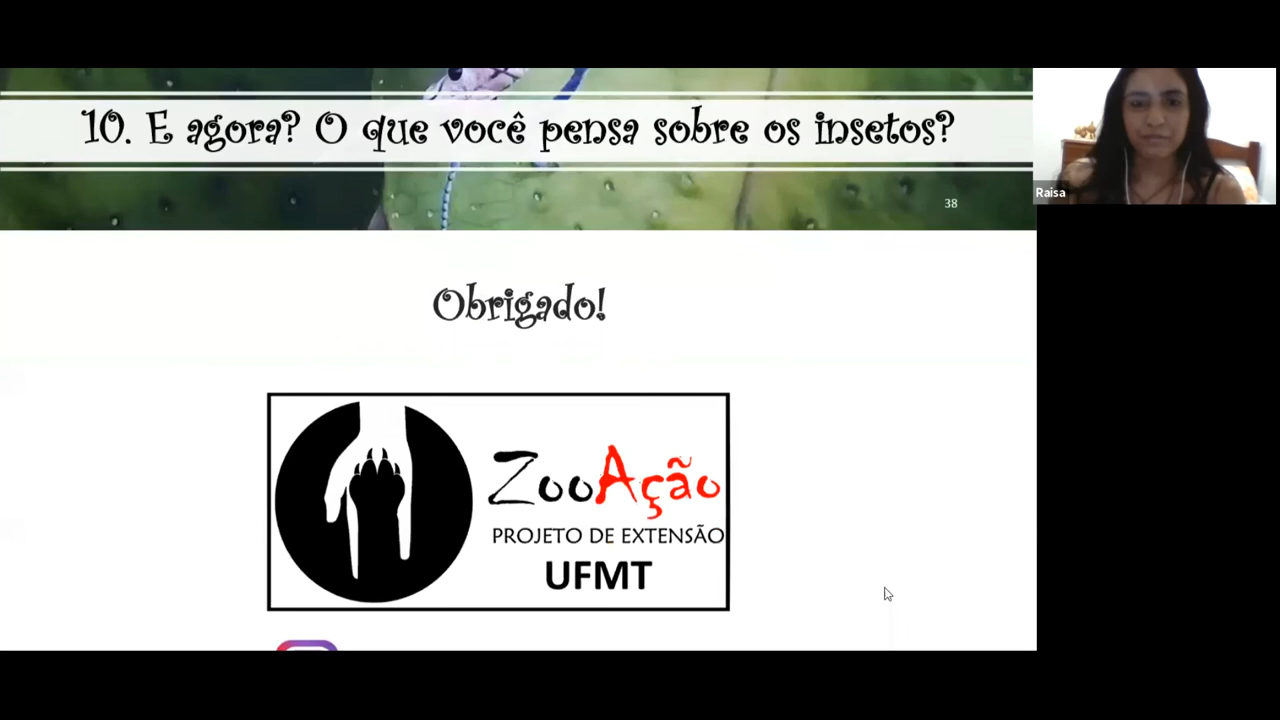 10. E agora? O que você pensa sobre os insetos?
Raisa
38
Obrigado!
ZooAção
PROJETO DE EXTENSÃO
UFMT